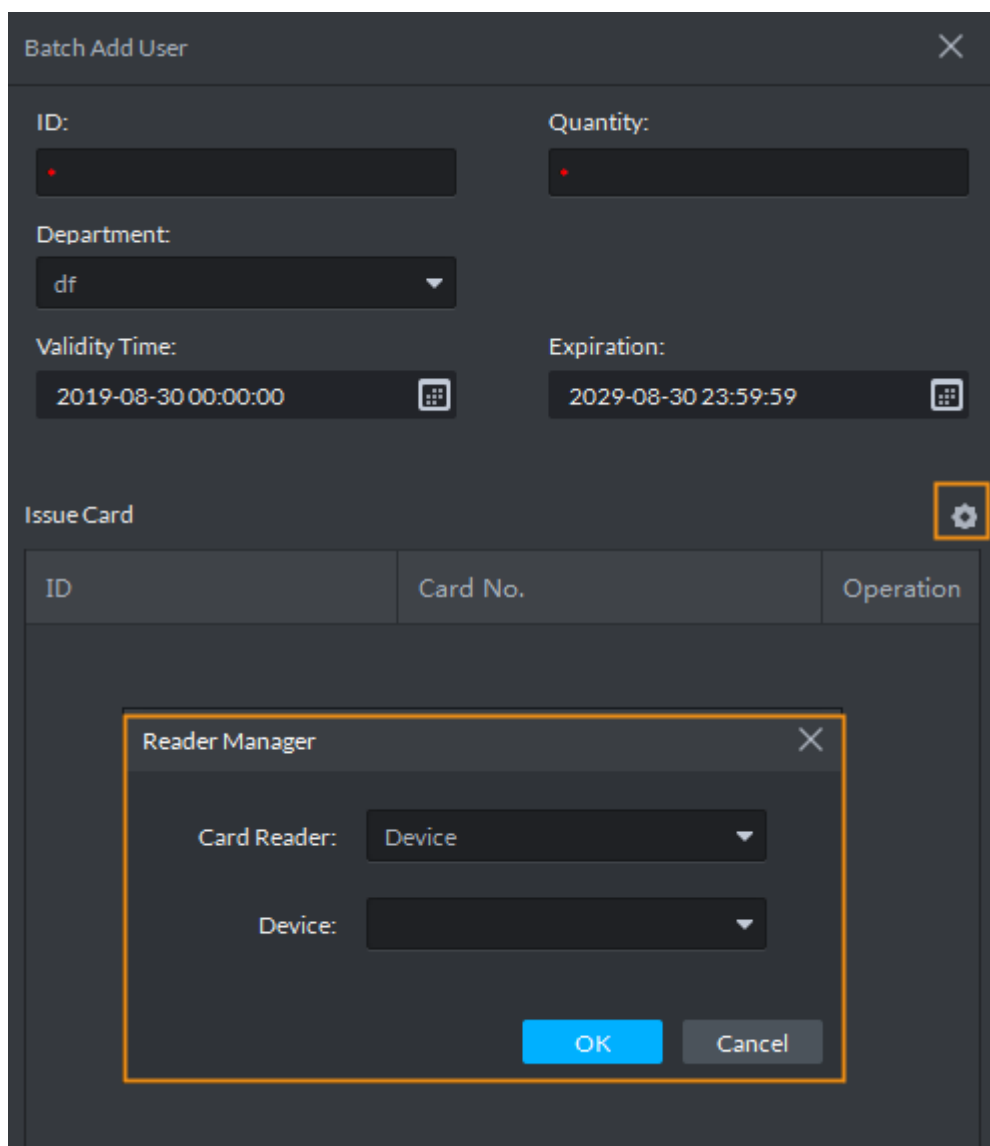 Batch Add User
ID: Quantity:
Department:
df
Validity Time: Expiration:
2019-08-30 00:00:00 2029-08-30 23:59:59
Issue Card
ID Card No. Operation
Reader Manager
Card Reader: Device
Device:
OK Cancel